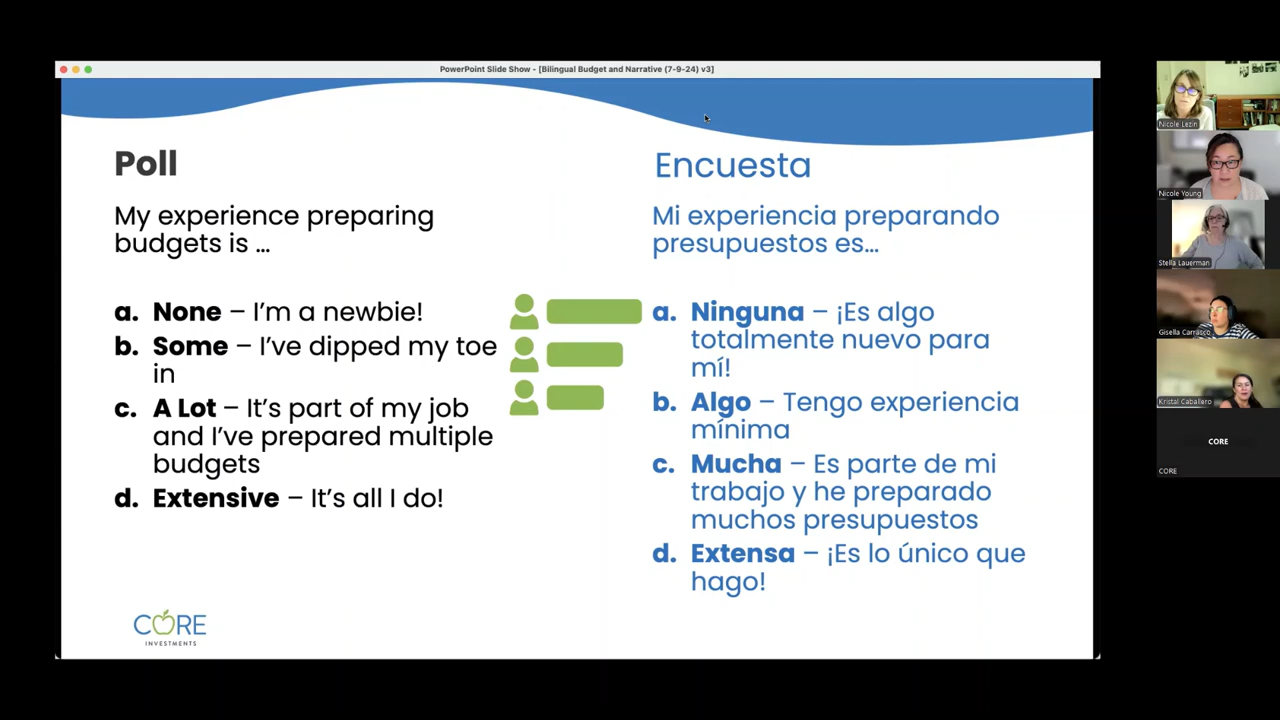 PowerPoint Slide Show - [Bilingual Budget and Narrative (7-9-24) v3]
Poll
My experience preparing
budgets is ...
a. None – I’m a newbie!
b. Some – I’ve dipped my toe
in
c. A Lot – It’s part of my job
and I’ve prepared multiple
budgets
d. Extensive – It’s all I do!
CORE
INVESTMENTS
Encuesta
Mi experiencia preparando
presupuestos es...
a. Ninguna – ¡Es algo
totalmente nuevo para
mí!
b. Algo – Tengo experiencia
mínima
c. Mucha – Es parte de mi
trabajo y he preparado
muchos presupuestos
d. Extensa – ¡Es lo único que
hago!
Nicole Lezin
Nicole Young
Stella Lauerman
Gisella Carrasco
Kristal Caballero
CORE
CORE